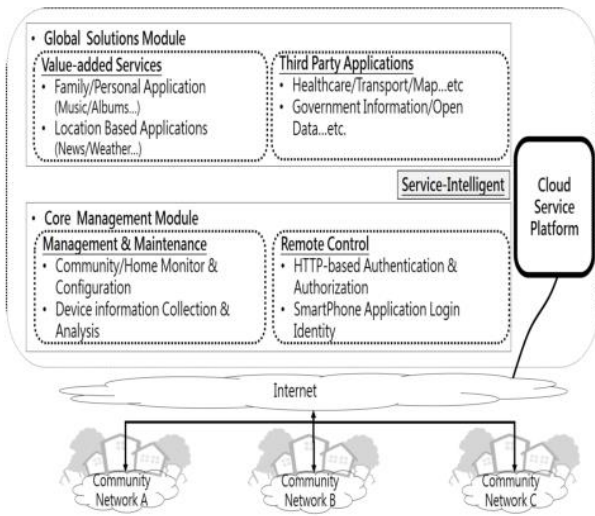 • Global Solutions Module
Value-added Services
• Family/Personal Application
(Music/Albums...)
• Location Based Applications
(News/Weather...)
Third Party Applications
• Healthcare/Transport/Map...etc
• Government Information/Open
Data...etc.
Service-Intelligent
Cloud
Service
Platform
• Core Management Module
Management & Maintenance
• Community/Home Monitor &
Configuration
• Device information Collection &
Analysis
Remote Control
• HTTP-based Authentication &
Authorization
• SmartPhone Application Login
Identity
Internet
Community
Network A
Community
Network B
Community
Network C